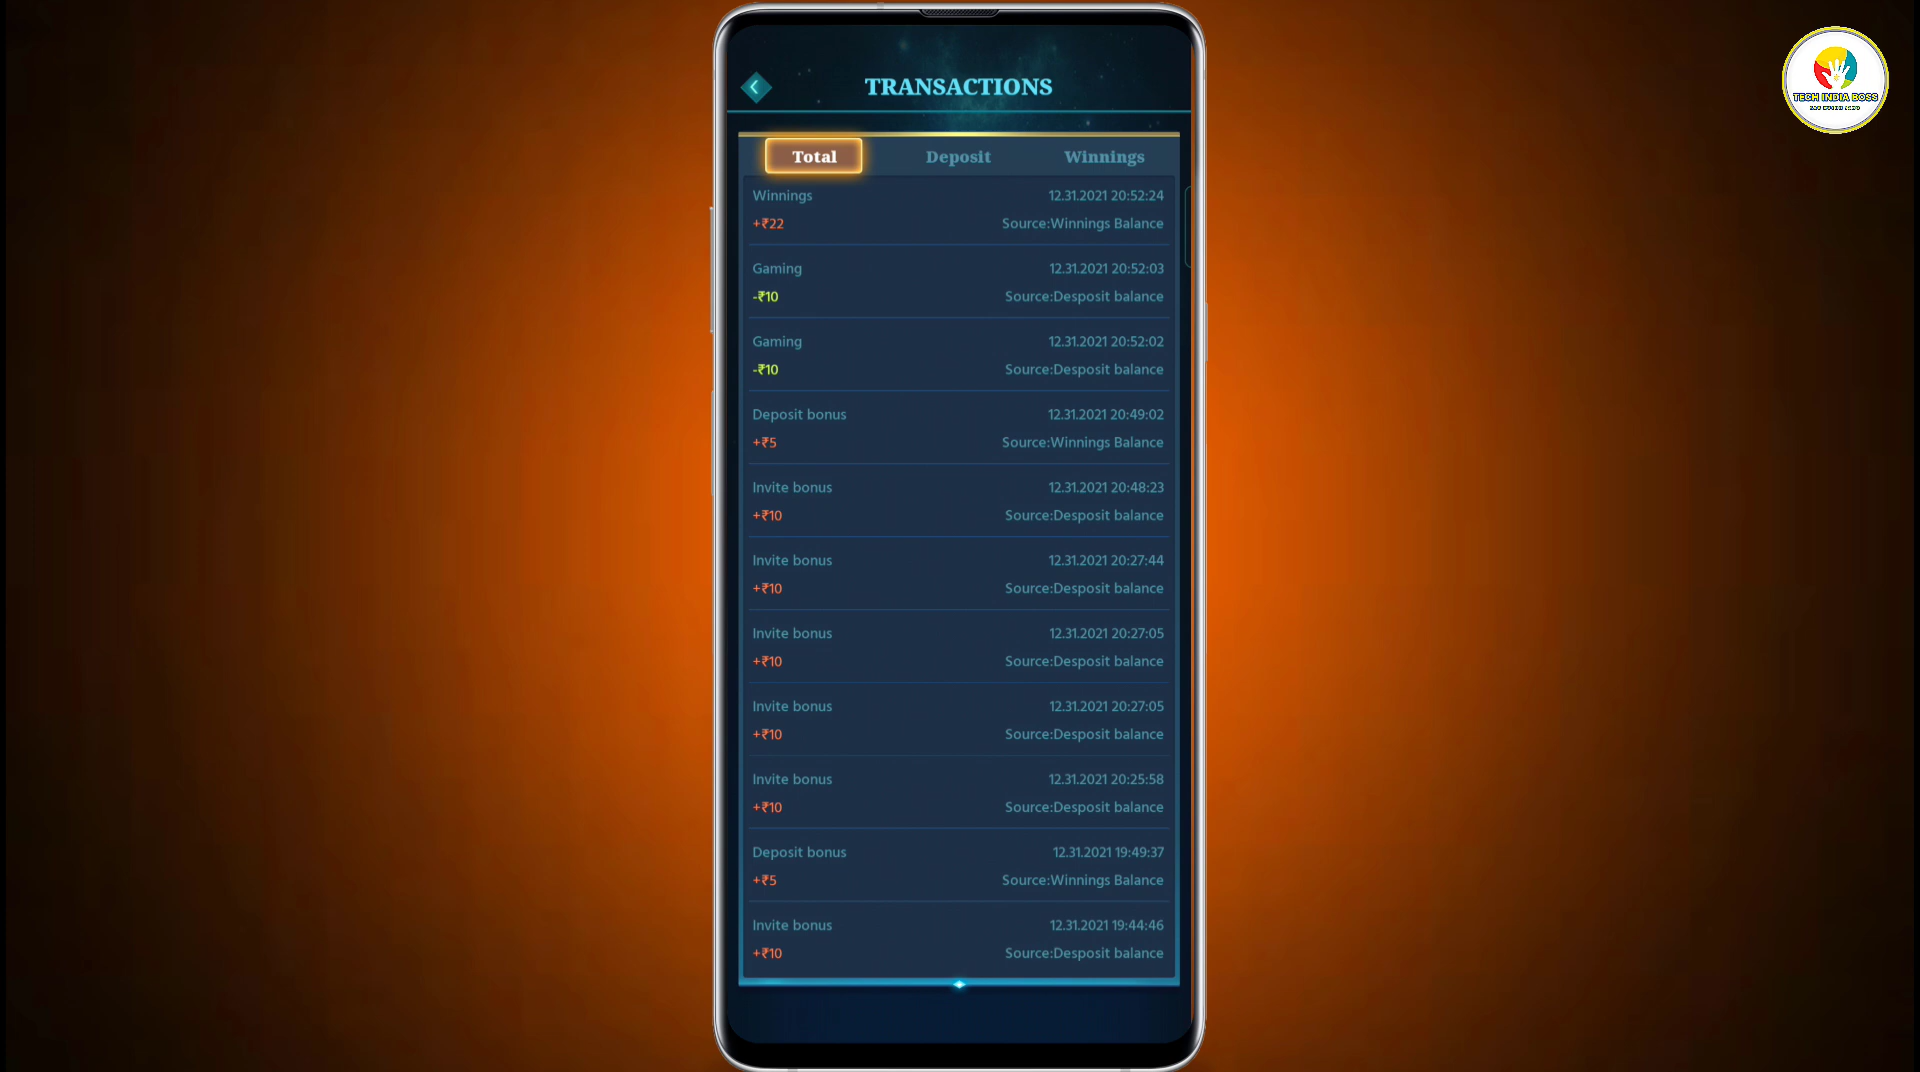 TRANSACTIONS
TECH INDIA BOSS
Total Deposit Winnings
Winnings 12.31.2021 20:52:24
+₹22 Source:Winnings Balance
Gaming 12.31.2021 20:52:03
-₹10 Source:Desposit balance
Gaming 12.31.2021 20:52:02
-₹10 Source:Desposit balance
Deposit bonus 12.31.2021 20:49:02
+₹5 Source:Winnings Balance
Invite bonus 12.31.2021 20:48:23
+₹10 Source:Desposit balance
Invite bonus 12.31.2021 20:27:44
+₹10 Source:Desposit balance
Invite bonus 12.31.2021 20:27:05
+₹10 Source:Desposit balance
Invite bonus 12.31.2021 20:27:05
+₹10 Source:Desposit balance
Invite bonus 12.31.2021 20:25:58
+₹10 Source:Desposit balance
Deposit bonus 12.31.2021 19:49:37
+₹5 Source:Winnings Balance
Invite bonus 12.31.2021 19:44:46
+₹10 Source:Desposit balance